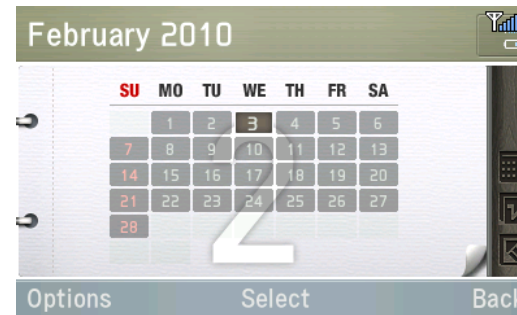 February 2010
SU MO TU WE TH FR SA
1 2 3 4 5 6
7 8 9 10 11 12 13
14 15 16 17 18 19 20
21 22 23 24 25 26 27
28
2
Options Select Back